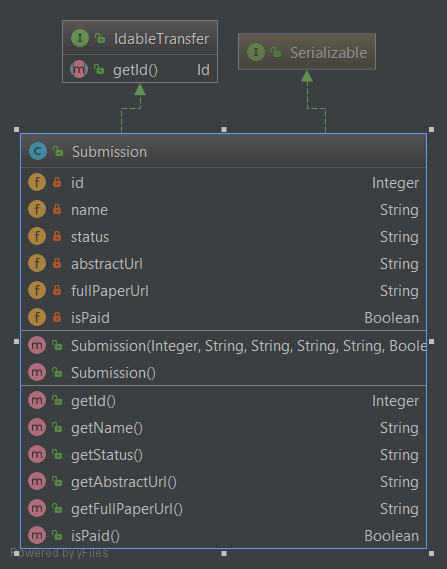 IdableTransfer
getId() Id
Serializable
Submission
id Integer
name String
status String
abstractUrl String
fullPaperUrl String
isPaid Boolean
Submission(Integer, String, String, String, String, Boole
Submission()
getId() Integer
getName() String
getStatus() String
getAbstractUrl() String
getFullPaperUrl() String
isPaid() Boolean
Powered by yFiles